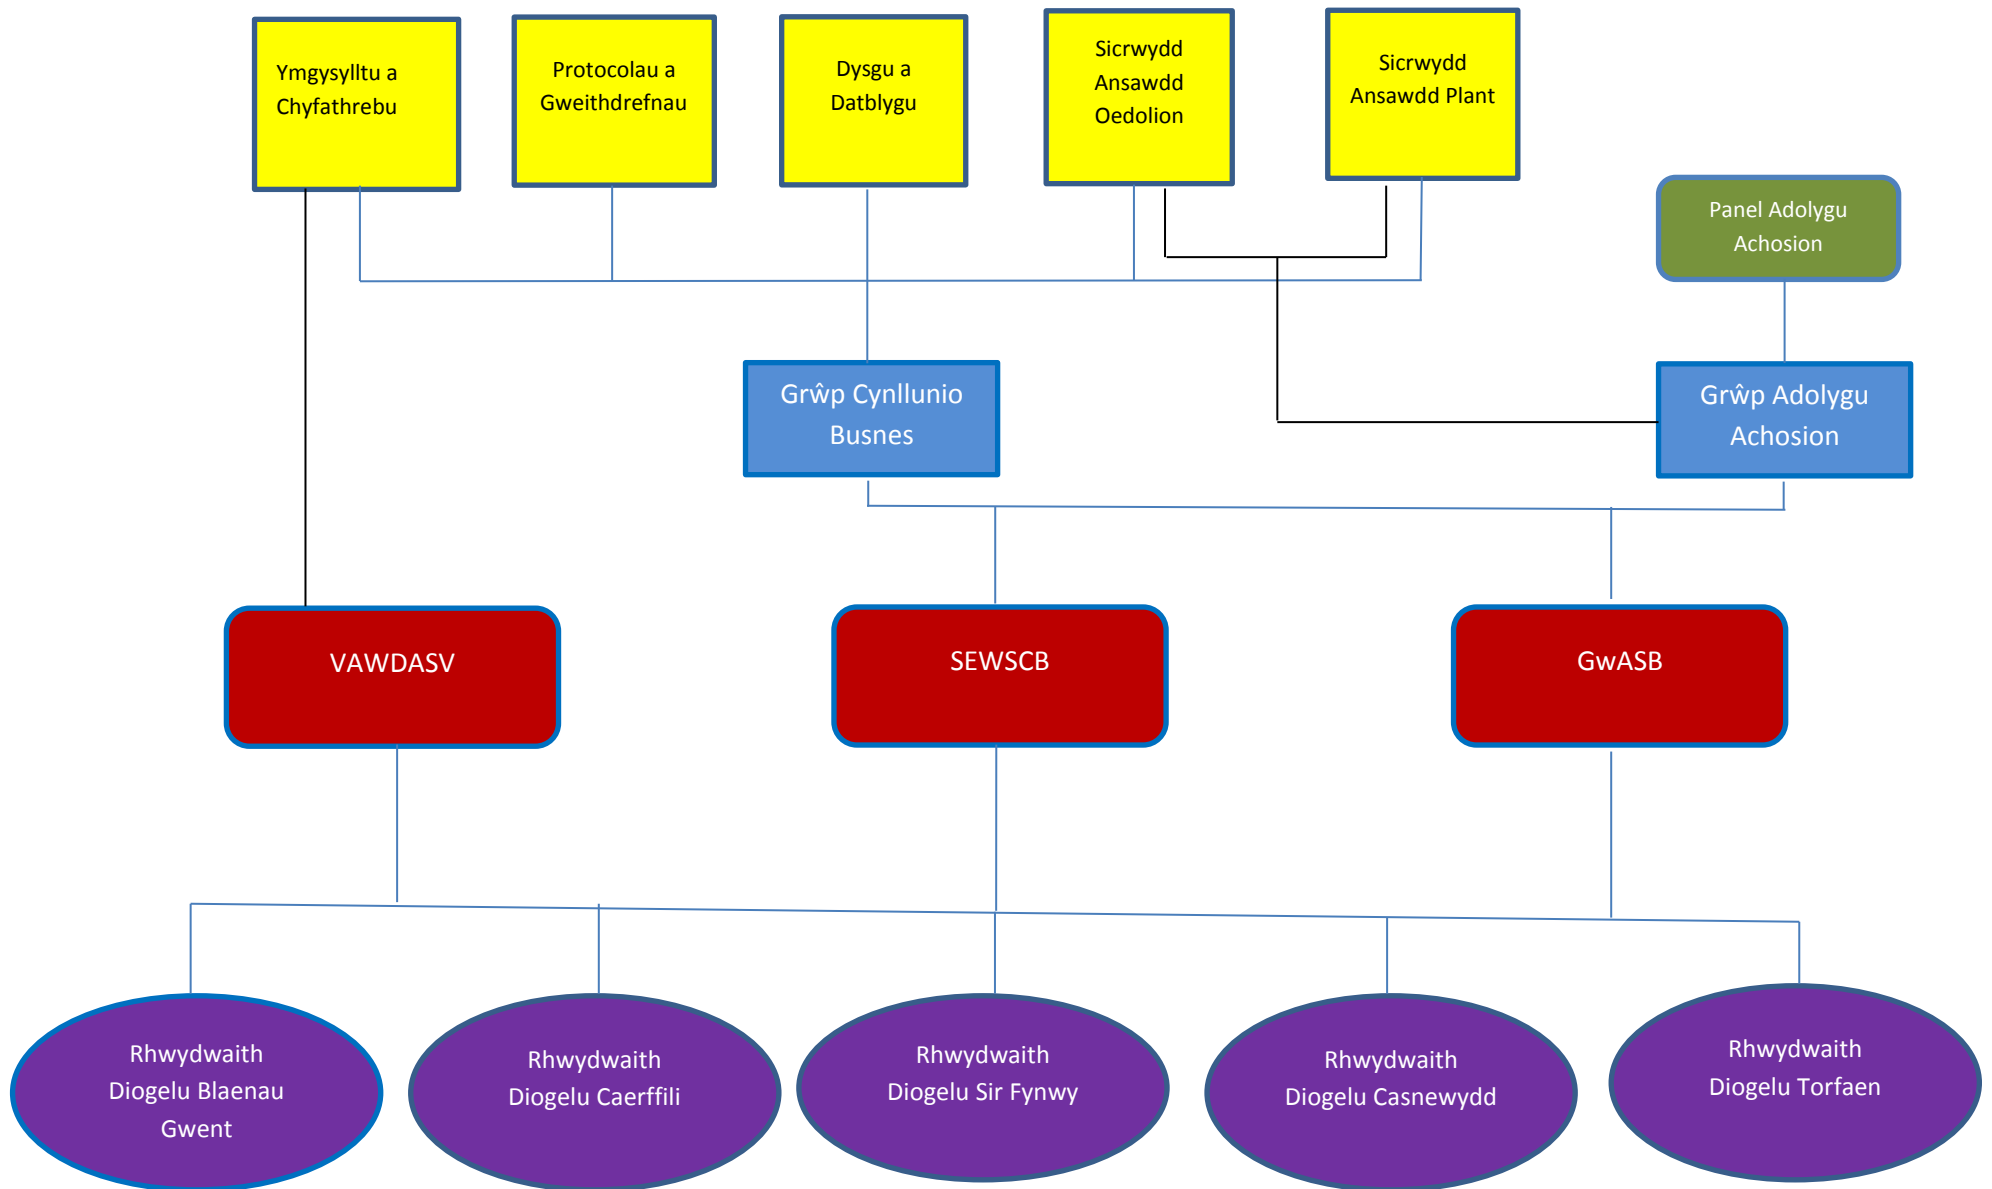 Ymgysylltu a
Chyfathrebu
Protocolau a
Gweithdrefnau
Dysgu a
Datblygu
Sicrwydd
Ansawdd
Oedolion
Sicrwydd
Ansawdd Plant
Panel Adolygu
Achosion
Grŵp Cynllunio
Busnes
Grŵp Adolygu
Achosion
VAWDASV
SEWSCB
GwASB
Rhwydwaith
Diogelu Blaenau
Gwent
Rhwydwaith
Diogelu Caerffili
Rhwydwaith
Diogelu Sir Fynwy
Rhwydwaith
Diogelu Casnewydd
Rhwydwaith
Diogelu Torfaen